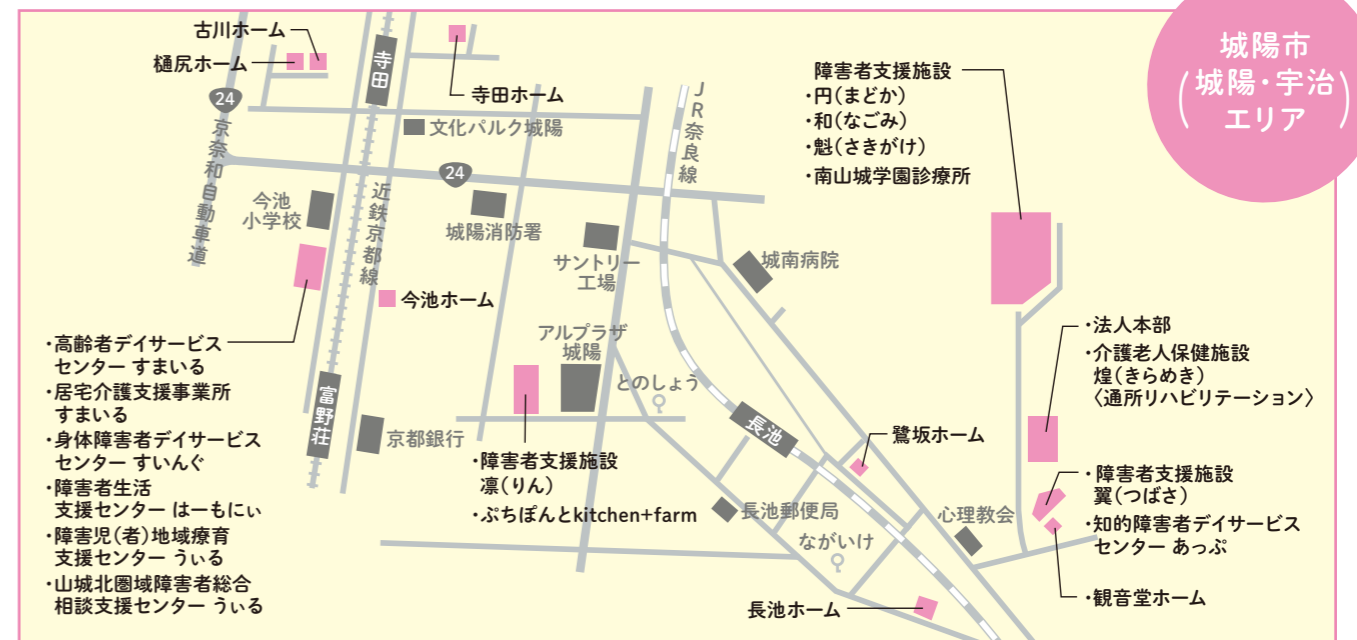 城陽市
(城陽・宇治
エリア)
古川ホーム
樋尻ホーム
寺田
寺田ホーム
24
京奈和自動車道
文化パルク城陽
24
近鉄京都線
JR奈良線
今池
小学校
城陽消防署
サントリー
工場
城南病院
障害者支援施設
・円(まどか)
・和(なごみ)
・魁(さきがけ)
・南山城学園診療所
今池ホーム
アルプラザ
城陽
とのしょう
長池
富野荘
京都銀行
・高齢者デイサービス
センター すまいる
・居宅介護支援事業所
すまいる
・身体障害者デイサービス
センター すいんぐ
・障害者生活
支援センター はーもにぃ
・障害児(者)地域療育
支援センター うぃる
・山城北圏域障害者総合
相談支援センター うぃる
・障害者支援施設
凛(りん)
・ぷちぽんとkitchen+farm
鷺坂ホーム
長池郵便局
ながいけ
心理教会
長池ホーム
・法人本部
・介護老人保健施設
煌(きらめき)
〈通所リハビリテーション〉
・障害者支援施設
翼(つばさ)
・知的障害者デイサービス
センター あっぷ
・観音堂ホーム